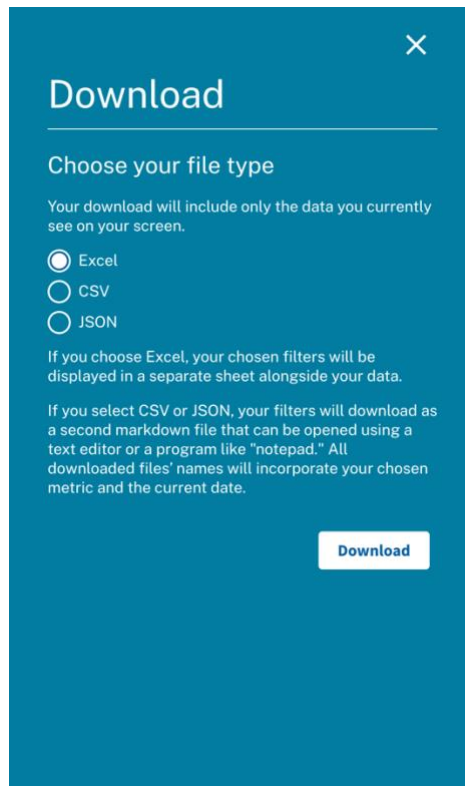 Download
Choose your file type
Your download will include only the data you currently
see on your screen.
Excel
CSV
JSON
If you choose Excel, your chosen filters will be
displayed in a separate sheet alongside your data.
If you select CSV or JSON, your filters will download as
a second markdown file that can be opened using a
text editor or a program like "notepad." All
downloaded files’ names will incorporate your chosen
metric and the current date.
Download